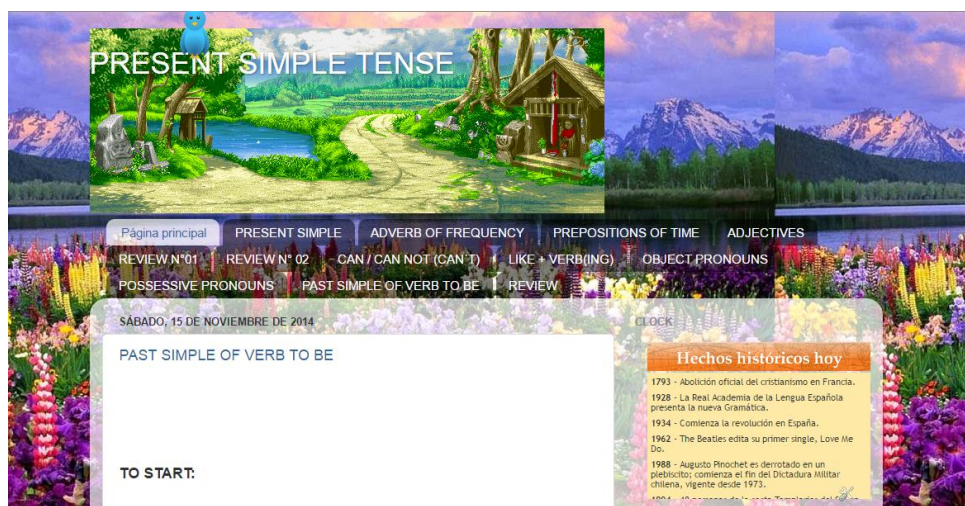 PRESENT SIMPLE TENSE
Página principal PRESENT SIMPLE ADVERB OF FREQUENCY PREPOSITIONS OF TIME ADJECTIVES
REVIEW N°01 REVIEW N° 02 CAN / CAN NOT (CAN´T) LIKE + VERB(ING) OBJECT PRONOUNS
POSSESSIVE PRONOUNS PAST SIMPLE OF VERB TO BE REVIEW
SÁBADO, 15 DE NOVIEMBRE DE 2014
PAST SIMPLE OF VERB TO BE
TO START:
CLOCK
Hechos históricos hoy
1793 - Abolición oficial del cristianismo en Francia.
1928 - La Real Academia de la Lengua Española
presenta la nueva Gramática.
1934 - Comienza la revolución en España.
1962 - The Beatles edita su primer single, Love Me
Do.
1988 - Augusto Pinochet es derrotado en un
plebiscito; comienza el fin del Dictadura Militar
chilena, vigente desde 1973.